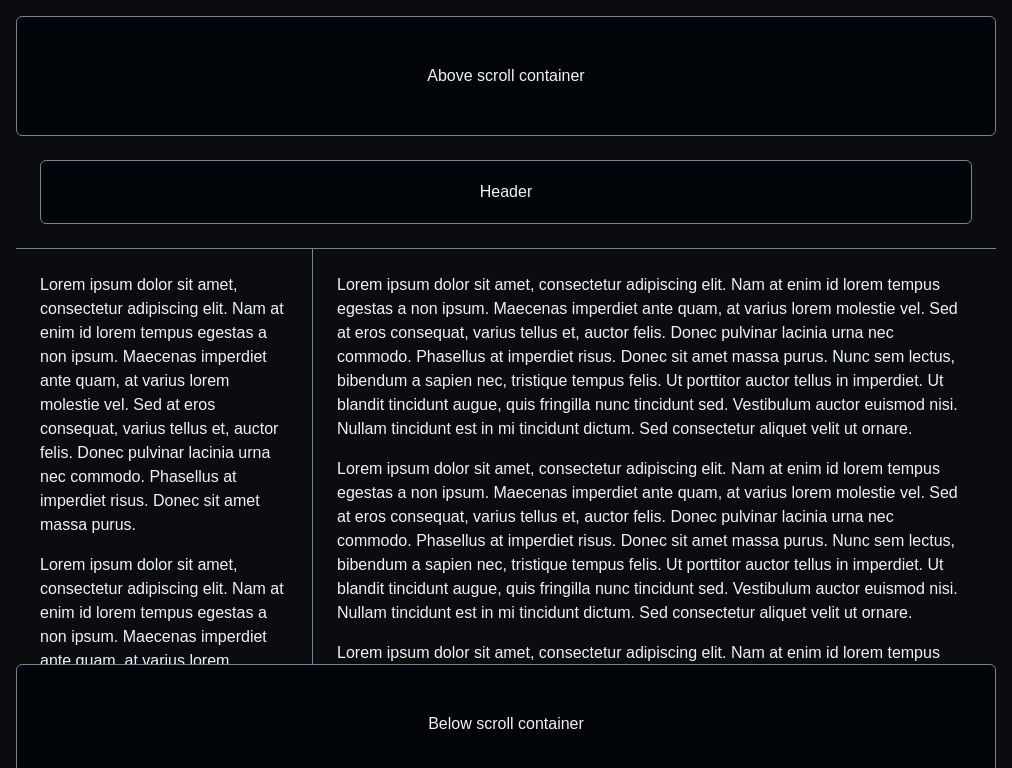 Above scroll container
Header
Lorem ipsum dolor sit amet,
consectetur adipiscing elit. Nam at
enim id lorem tempus egestas a
non ipsum. Maecenas imperdiet
ante quam, at varius lorem
molestie vel. Sed at eros
consequat, varius tellus et, auctor
felis. Donec pulvinar lacinia urna
nec commodo. Phasellus at
imperdiet risus. Donec sit amet
massa purus.
Lorem ipsum dolor sit amet,
consectetur adipiscing elit. Nam at
enim id lorem tempus egestas a
non ipsum. Maecenas imperdiet
ante quam, at varius lorem
Lorem ipsum dolor sit amet, consectetur adipiscing elit. Nam at enim id lorem tempus
egestas a non ipsum. Maecenas imperdiet ante quam, at varius lorem molestie vel. Sed
at eros consequat, varius tellus et, auctor felis. Donec pulvinar lacinia urna nec
commodo. Phasellus at imperdiet risus. Donec sit amet massa purus. Nunc sem lectus,
bibendum a sapien nec, tristique tempus felis. Ut porttitor auctor tellus in imperdiet. Ut
blandit tincidunt augue, quis fringilla nunc tincidunt sed. Vestibulum auctor euismod nisi.
Nullam tincidunt est in mi tincidunt dictum. Sed consectetur aliquet velit ut ornare.
Lorem ipsum dolor sit amet, consectetur adipiscing elit. Nam at enim id lorem tempus
egestas a non ipsum. Maecenas imperdiet ante quam, at varius lorem molestie vel. Sed
at eros consequat, varius tellus et, auctor felis. Donec pulvinar lacinia urna nec
commodo. Phasellus at imperdiet risus. Donec sit amet massa purus. Nunc sem lectus,
bibendum a sapien nec, tristique tempus felis. Ut porttitor auctor tellus in imperdiet. Ut
blandit tincidunt augue, quis fringilla nunc tincidunt sed. Vestibulum auctor euismod nisi.
Nullam tincidunt est in mi tincidunt dictum. Sed consectetur aliquet velit ut ornare.
Lorem ipsum dolor sit amet, consectetur adipiscing elit. Nam at enim id lorem tempus
Below scroll container